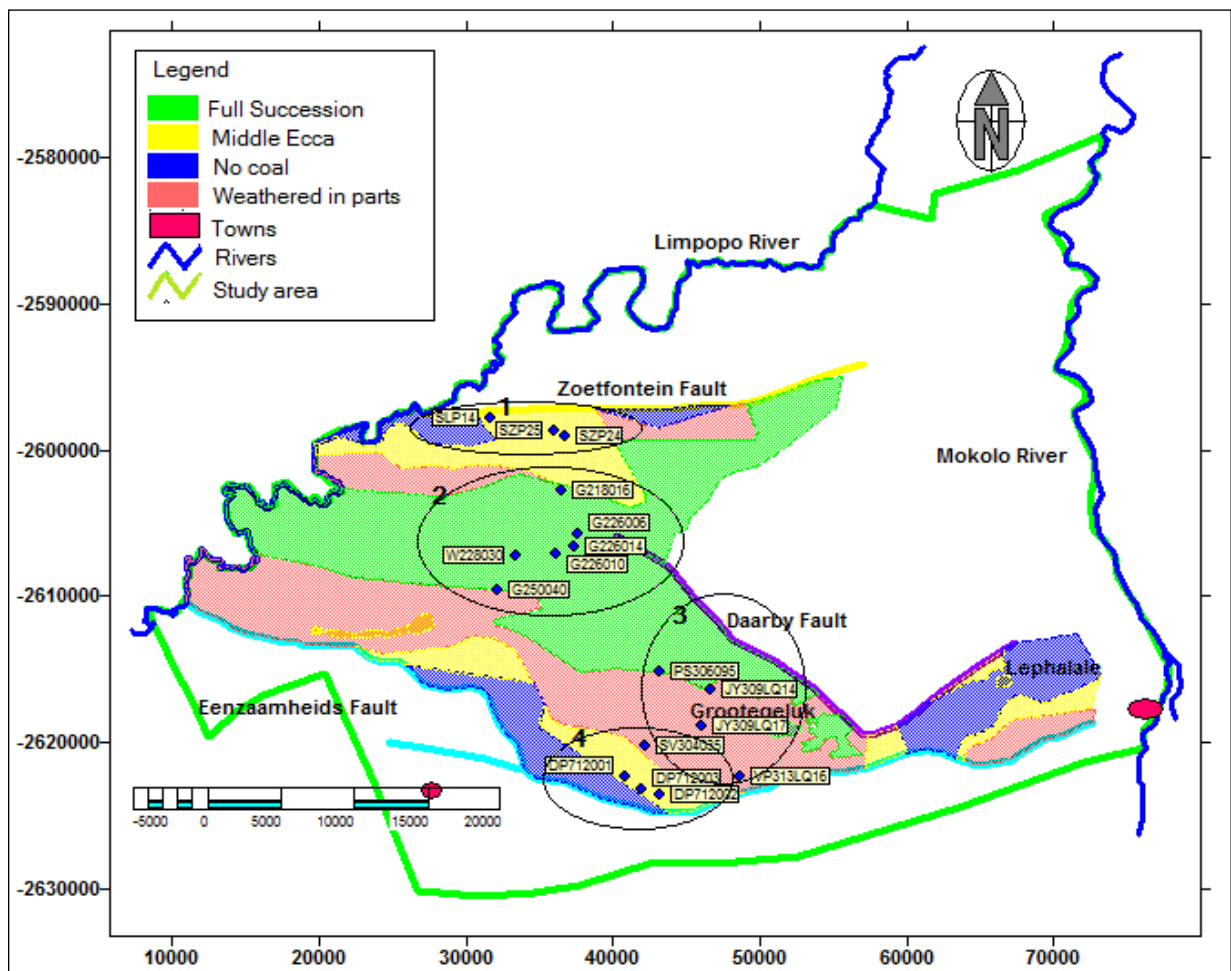 Legend
Full Succession
Middle Ecca
No coal
Weathered in parts
Towns
Rivers
Study area
N
-2580000
-2590000
-2600000
-2610000
-2620000
-2630000
Limpopo River
Zoetfontein Fault
Mokolo River
1
SLP14
SZP25
SZP24
2
G218016
G226006
G226014
W228030
G226010
G250040
3
Daarby Fault
PS306095
Lephalale
JY309LQ14
Eenzaamheids Fault
Grootegeluk
JY309LQ17
4
SV304035
DP712001
DP712003
VP313LQ16
DP712002
-5000 0 5000 10000 15000 20000
10000 20000 30000 40000 50000 60000 70000